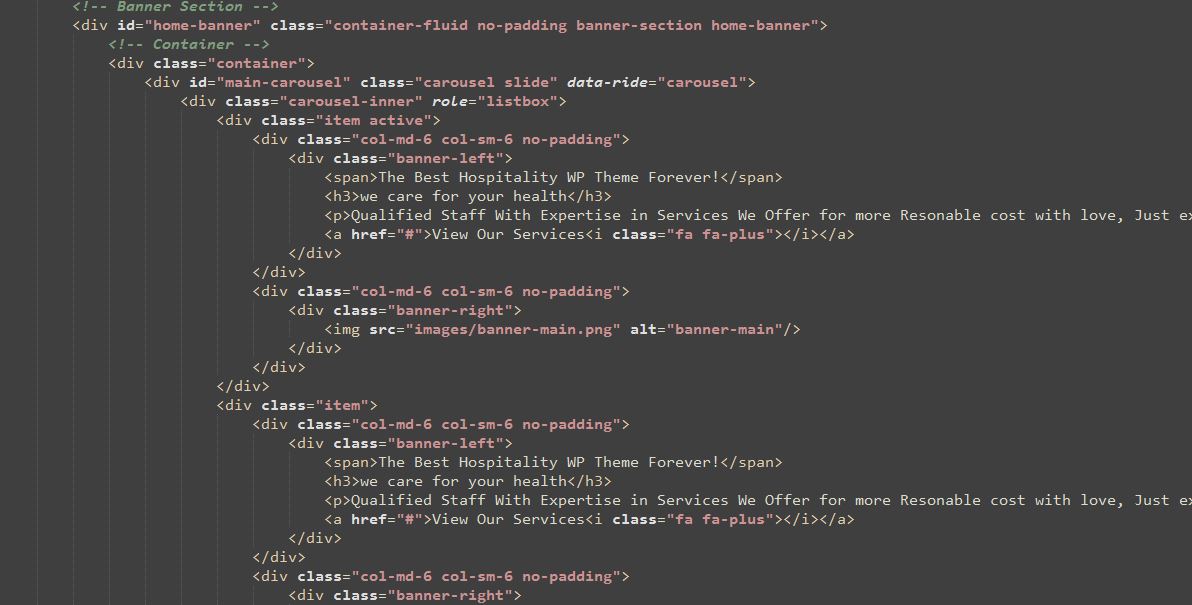 <!-- Banner Section -->
<div id="home-banner" class="container-fluid no-padding banner-section home-banner">
<!-- Container -->
<div class="container">
<div id="main-carousel" class="carousel slide" data-ride="carousel">
<div class="carousel-inner" role="listbox">
<div class="item active">
<div class="col-md-6 col-sm-6 no-padding">
<div class="banner-left">
<span>The Best Hospitality WP Theme Forever!</span>
<h3>we care for your health</h3>
<p>Qualified Staff With Expertise in Services We Offer for more Resonable cost with love, Just
<a href="#">View Our Services<i class="fa fa-plus"></i></a>
</div>
</div>
<div class="col-md-6 col-sm-6 no-padding">
<div class="banner-right">
<img src="images/banner-main.png" alt="banner-main"/>
</div>
</div>
</div>
<div class="item">
<div class="col-md-6 col-sm-6 no-padding">
<div class="banner-left">
<span>The Best Hospitality WP Theme Forever!</span>
<h3>we care for your health</h3>
<p>Qualified Staff With Expertise in Services We Offer for more Resonable cost with love, Just
<a href="#">View Our Services<i class="fa fa-plus"></i></a>
</div>
</div>
<div class="col-md-6 col-sm-6 no-padding">
<div class="banner-right">